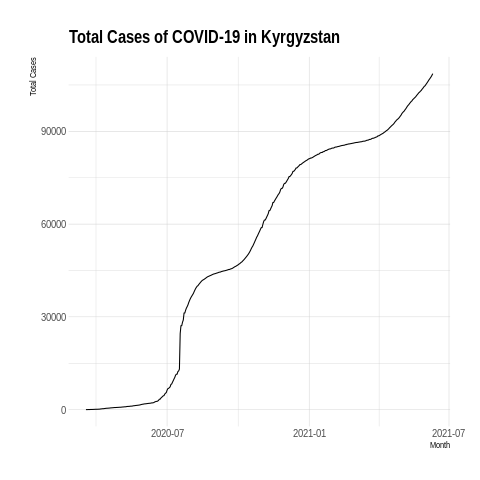 Total Cases of COVID-19 in Kyrgyzstan
Total Cases
90000
60000
30000
0
2020-07 2021-01 2021-07
Month